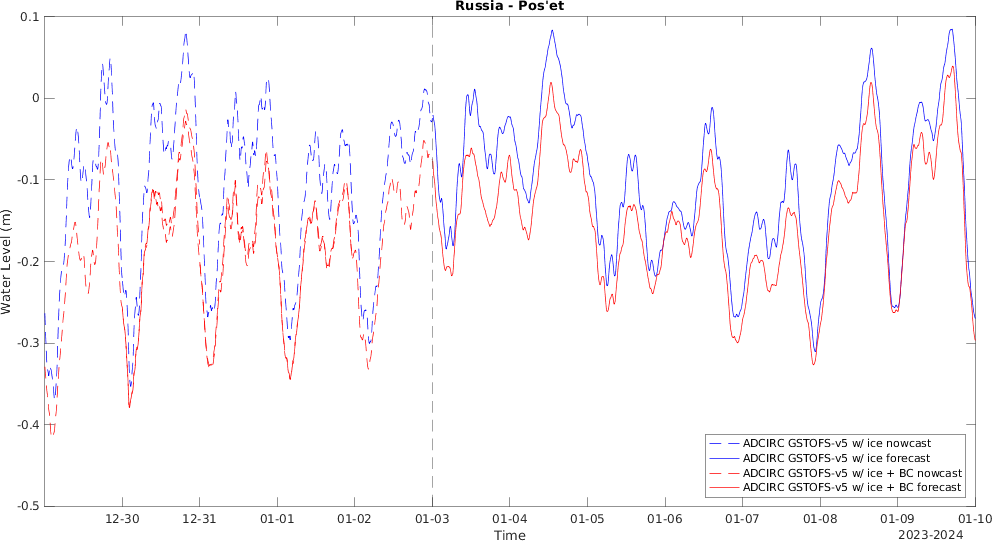 Russia - Pos'et
0.1
0
-0.1
-0.2
-0.3
-0.4
-0.5
Water Level (m)
ADCIRC GSTOFS-v5 w/ ice nowcast
ADCIRC GSTOFS-v5 w/ ice forecast
ADCIRC GSTOFS-v5 w/ ice + BC nowcast
ADCIRC GSTOFS-v5 w/ ice + BC forecast
12-30 12-31 01-01 01-02 01-03 01-04 01-05 01-06 01-07 01-08 01-09 01-10
Time
2023-2024